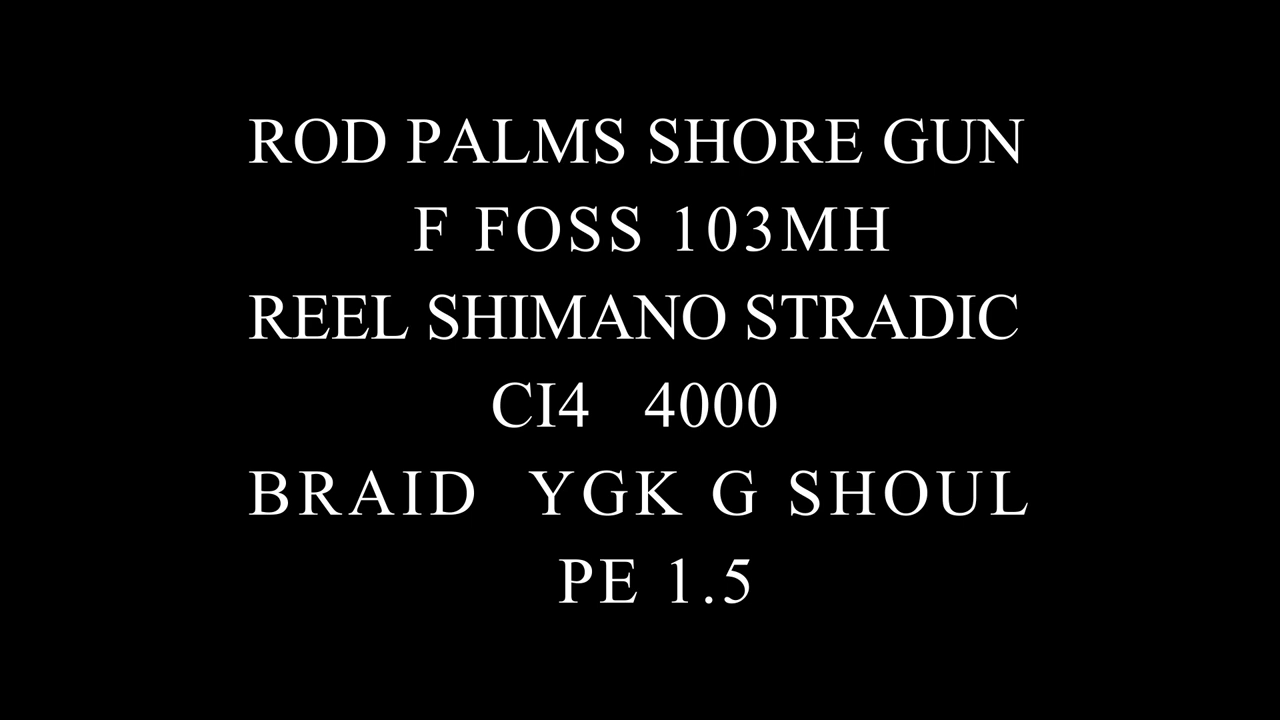 ROD PALMS SHORE GUN
F FOSS 103MH
REEL SHIMANO STRADIC
CI4 4000
BRAID YGK G SHOUL
PE 1.5